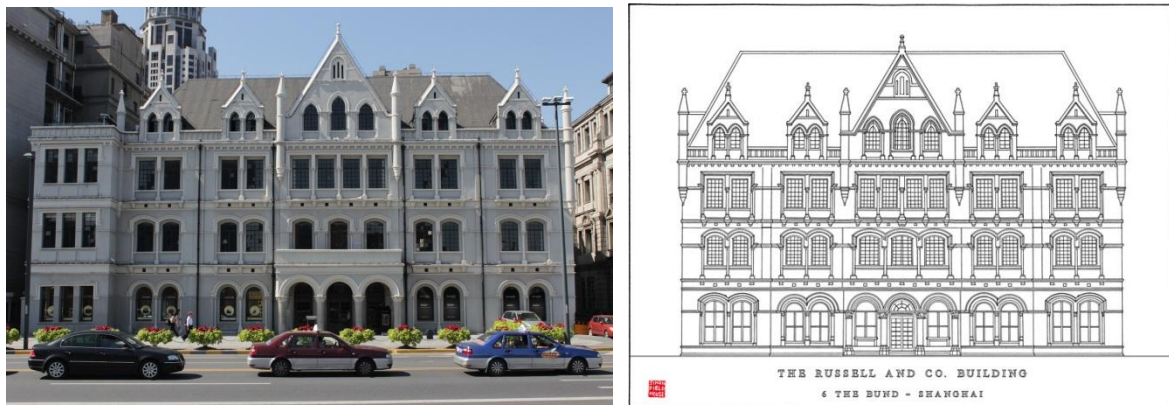 THE RUSSELL AND CO. BUILDING
6 THE BUND – SHANGHAI